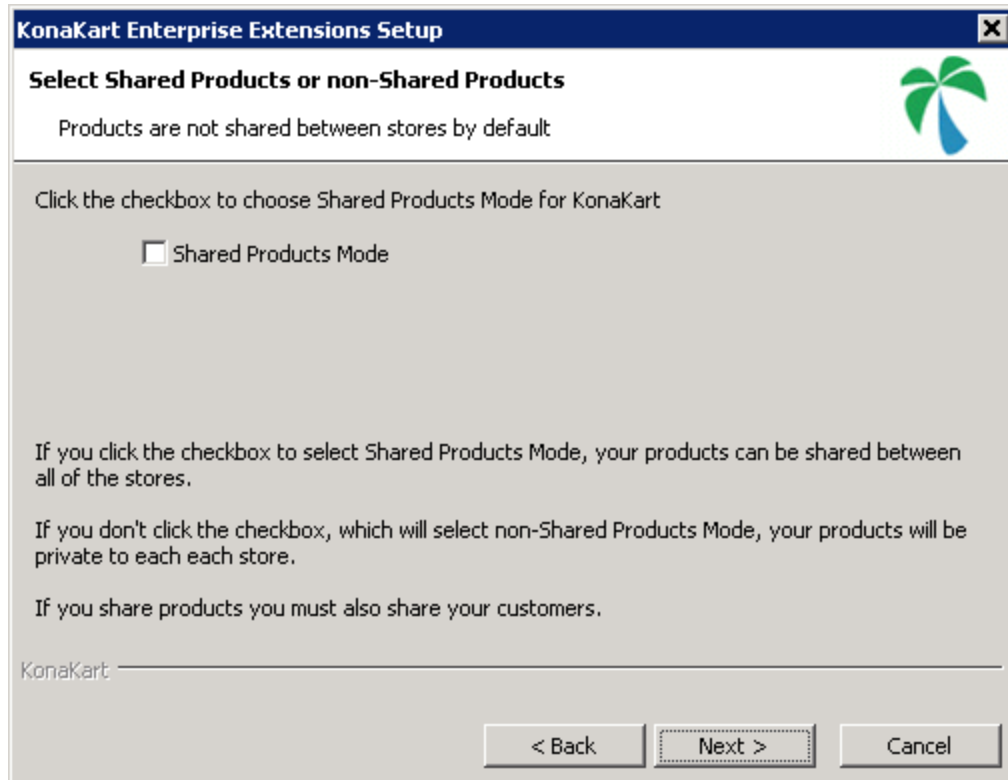 KonaKart Enterprise Extensions Setup
Select Shared Products or non-Shared Products
Products are not shared between stores by default
Click the checkbox to choose Shared Products Mode for KonaKart
Shared Products Mode
If you click the checkbox to select Shared Products Mode, your products can be shared between
all of the stores.
If you don't click the checkbox, which will select non-Shared Products Mode, your products will be
private to each each store.
If you share products you must also share your customers.
KonaKart
< Back
Next >
Cancel